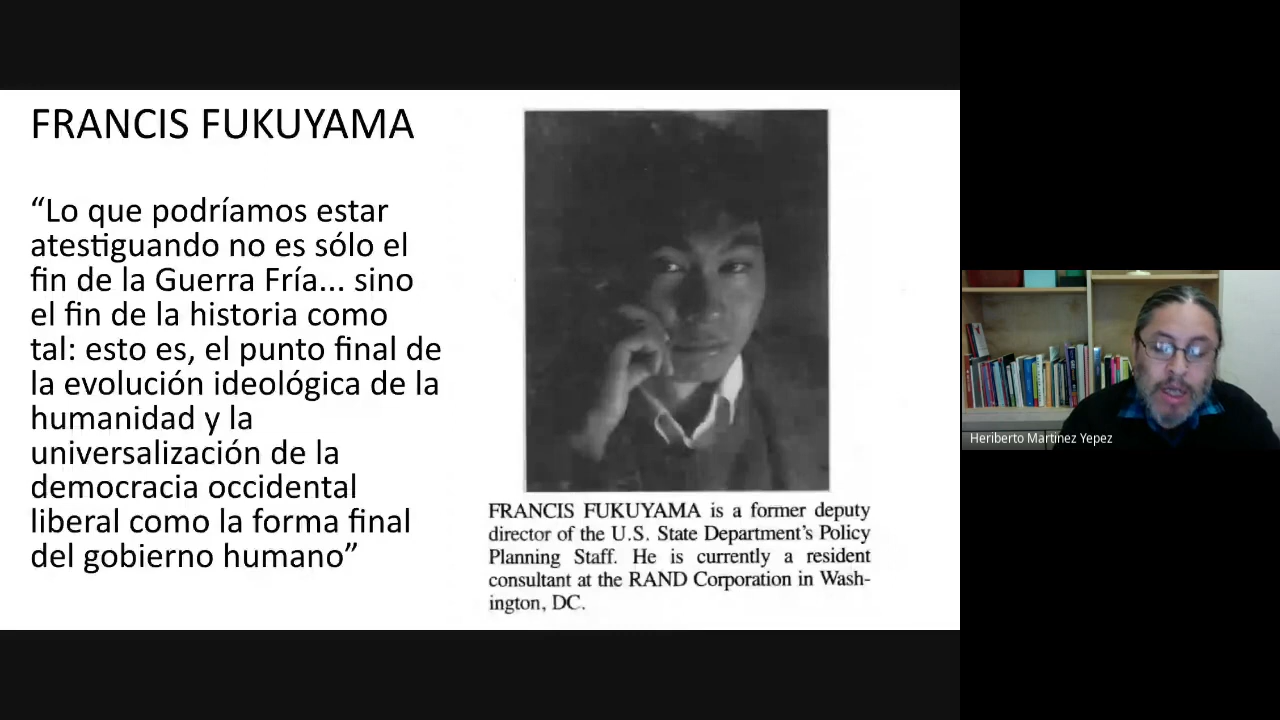 FRANCIS FUKUYAMA
“Lo que podríamos estar
atestiguando no es sólo el
fin de la Guerra Fría... sino
el fin de la historia como
tal: esto es, el punto final de
la evolución ideológica de la
humanidad y la
universalización de la
democracia occidental
liberal como la forma final
del gobierno humano”
FRANCIS FUKUYAMA is a former deputy
director of the U.S. State Department's Policy
Planning Staff. He is currently a resident
consultant at the RAND Corporation in Wash-
ington, DC.
Heriberto Martinez Yepez